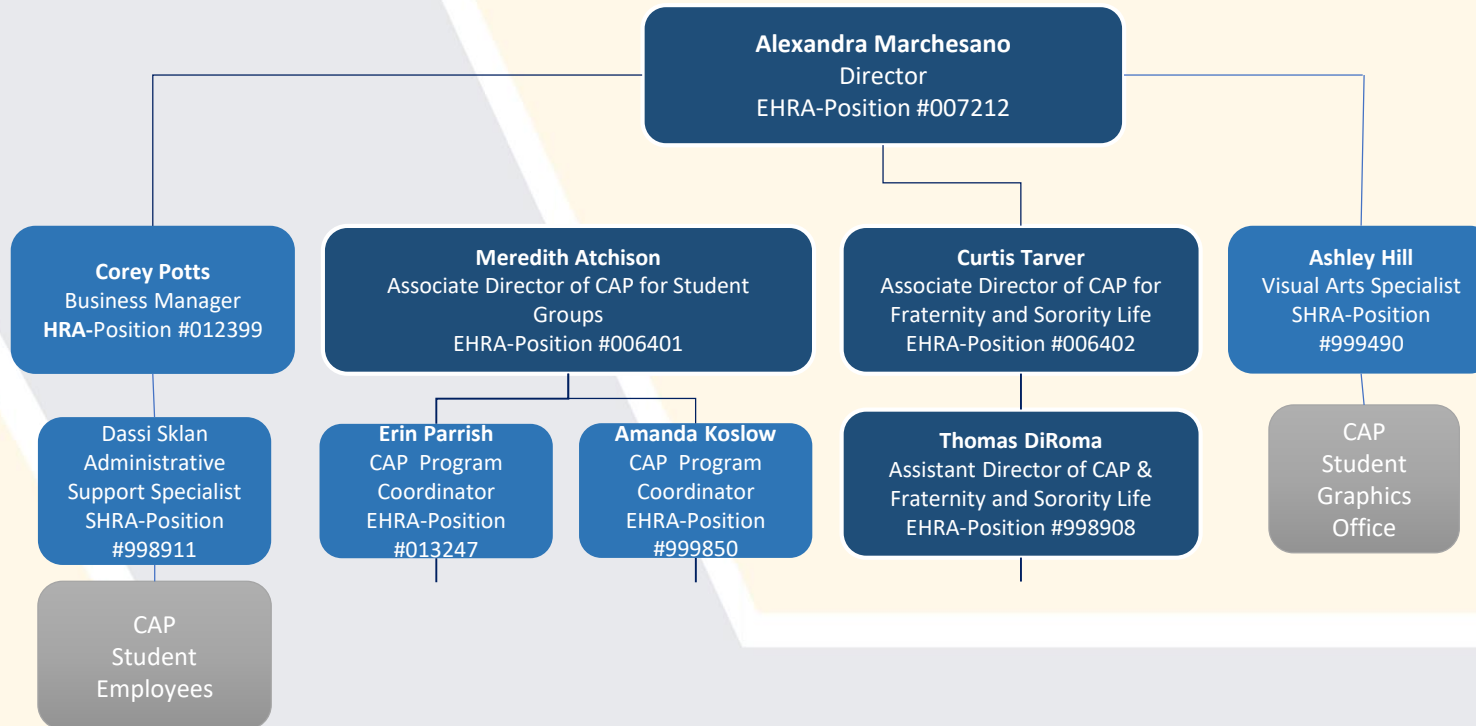 Alexandra Marchesano
Director
EHRA-Position #007212
Corey Potts
Business Manager
HRA-Position #012399
Meredith Atchison
Associate Director of CAP for Student
Groups
EHRA-Position #006401
Curtis Tarver
Associate Director of CAP for
Fraternity and Sorority Life
EHRA-Position #006402
Ashley Hill
Visual Arts Specialist
SHRA-Position
#999490
Dassi Sklan
Administrative
Support Specialist
SHRA-Position
#998911
Erin Parrish
CAP Program
Coordinator
EHRA-Position
#013247
Amanda Koslow
CAP Program
Coordinator
EHRA-Position
#999850
Thomas DiRoma
Assistant Director of CAP &
Fraternity and Sorority Life
EHRA-Position #998908
CAP
Student
Graphics
Office
CAP
Student
Employees